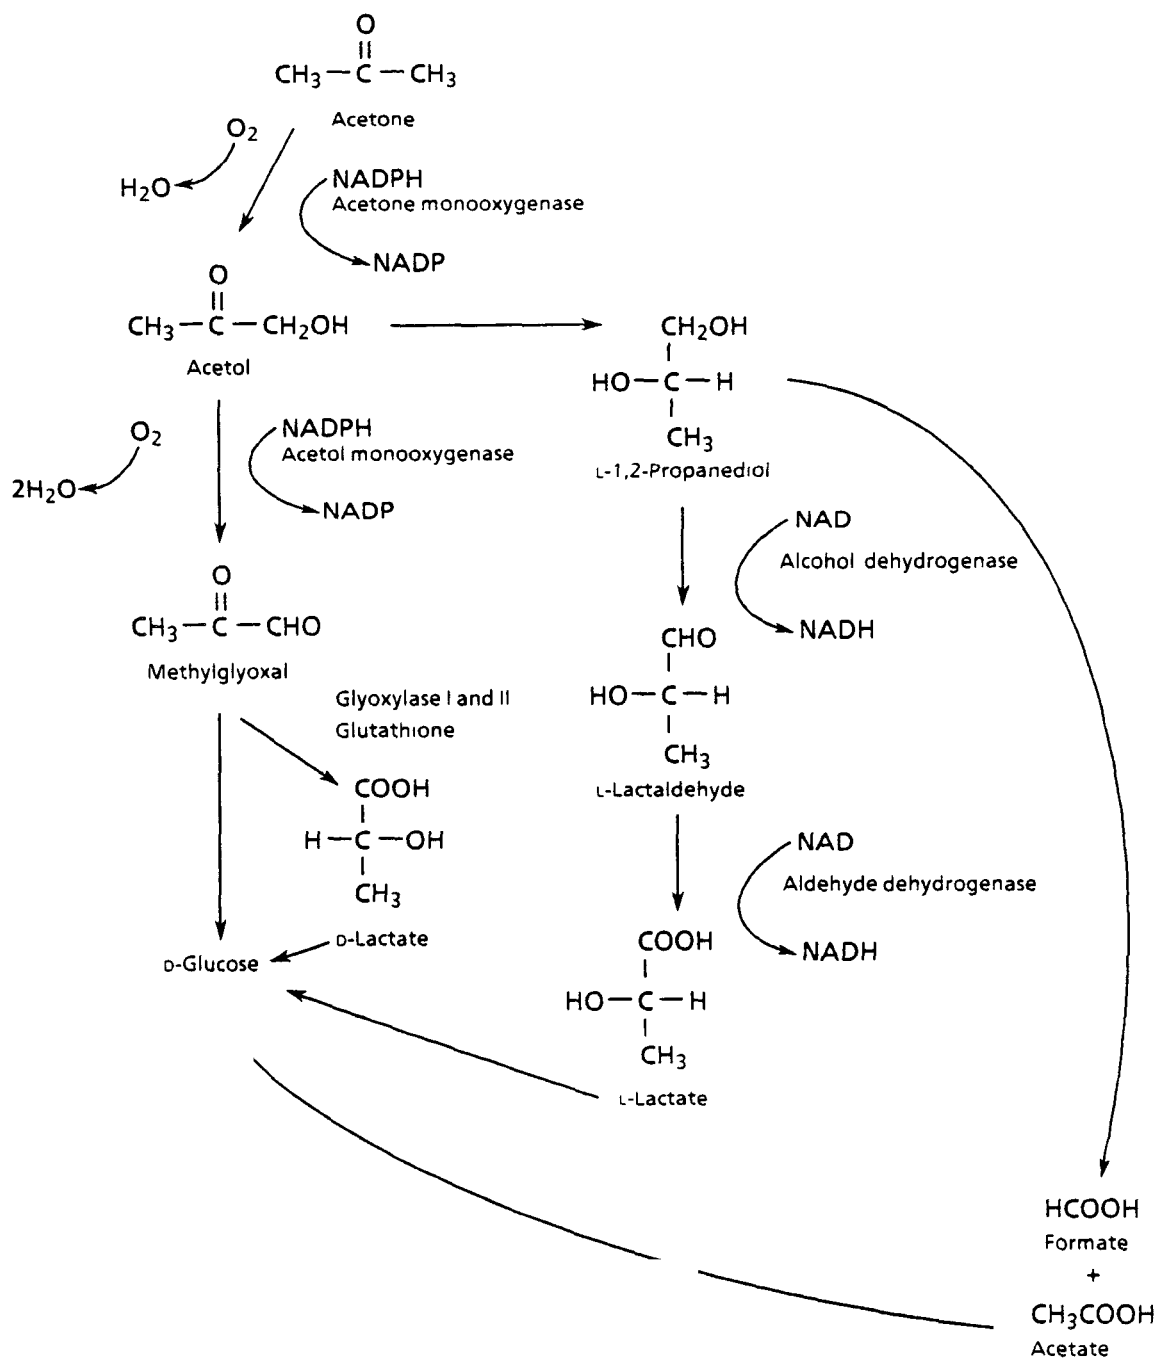 O
CH3 — C — CH3
Acetone
O2
H2O
NADPH
Acetone monooxygenase
NADP
O
CH3 — C — CH2OH
Acetol
CH2OH
HO — C — H
CH3
L-1,2-Propanediol
O2
2H2O
NADPH
Acetol monooxygenase
NADP
NAD
Alcohol dehydrogenase
NADH
O
CH3 — C — CHO
Methylglyoxal
CHO
HO — C — H
CH3
L-Lactaldehyde
Glyoxylase I and II
Glutathione
COOH
H — C — OH
CH3
D-Lactate
D-Glucose
NAD
Aldehyde dehydrogenase
NADH
COOH
HO — C — H
CH3
L-Lactate
HCOOH
Formate
+
CH3COOH
Acetate